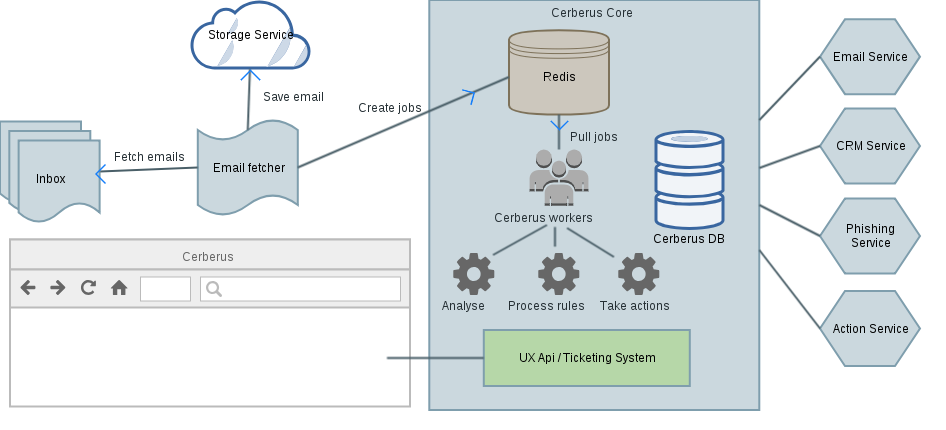 Cerberus Core
Storage Service
Redis
Email Service
Save email
Create jobs
Pull jobs
CRM Service
Fetch emails
Email fetcher
Inbox
Cerberus workers
Cerberus DB
Phishing
Service
Cerberus
Analyse
Process rules
Take actions
Action Service
UX Api / Ticketing System